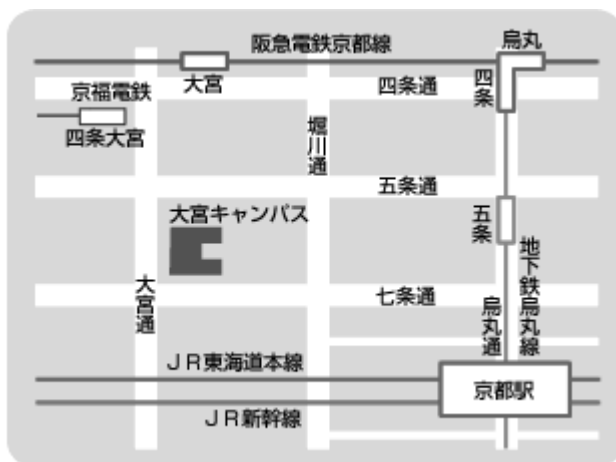 阪急電鉄京都線
烏丸
大宮
四条通
四条
京福電鉄
四条大宮
堀川通
五条通
五条
大宮キャンパス
大宮通
七条通
烏丸通
地下鉄烏丸線
JR東海道本線
京都駅
JR新幹線